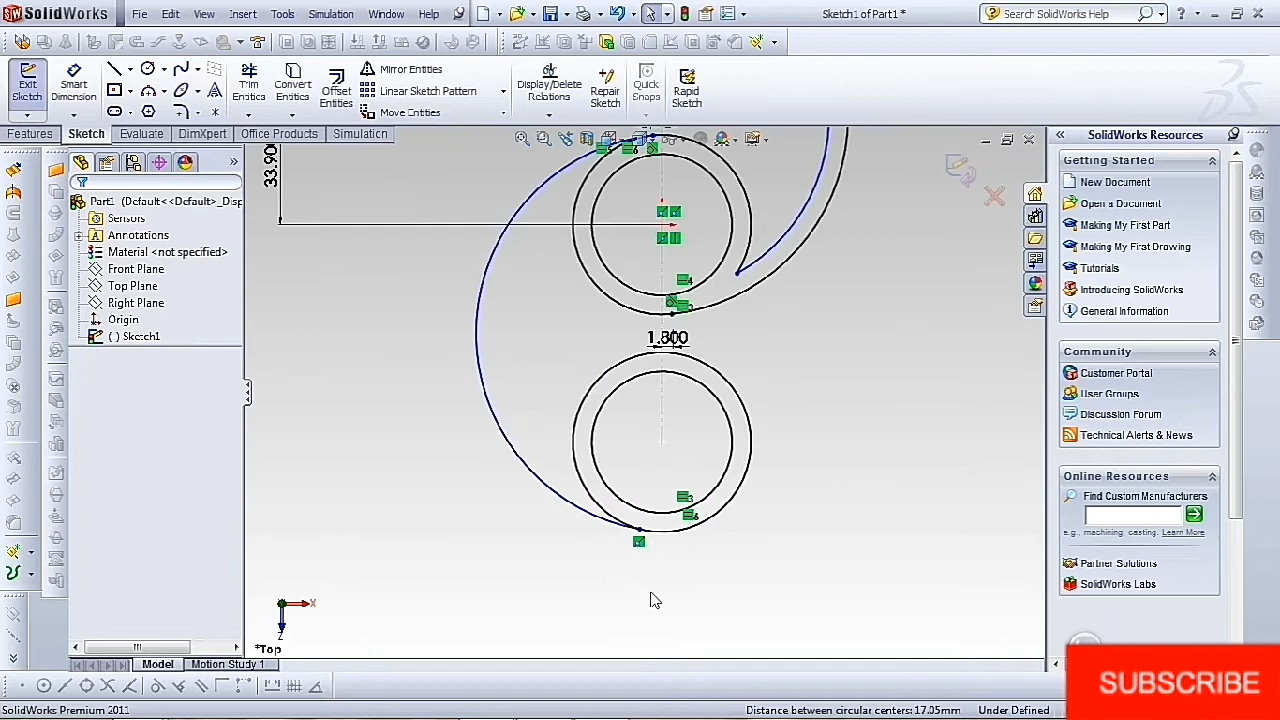 SolidWorks File Edit View Insert Tools Simulation Window Help Sketch1 of Part1 * Search SolidWorks Help
Exit Sketch
Smart Dimension
Trim Entities
Convert Entities
Offset Entities
Mirror Entities
Linear Sketch Pattern
Move Entities
Display/Delete Relations
Repair Sketch
Quick Snaps
Rapid Sketch
Features Sketch Evaluate DimXpert Office Products Simulation
SolidWorks Resources
Part1 (Default<<Default>_Disp
Sensors
Annotations
Material <not specified>
Front Plane
Top Plane
Right Plane
Origin
( ) Sketch1
33.900
1.800
X
Z
*Top
Getting Started
New Document
Open a Document
Making My First Part
Making My First Drawing
Tutorials
Introducing SolidWorks
General Information
Community
Customer Portal
User Groups
Discussion Forum
Technical Alerts & News
Online Resources
Find Custom Manufacturers
e.g., machining, casting. Learn More
Partner Solutions
SolidWorks Labs
Model Motion Study 1
SUBSCRIBE
SolidWorks Premium 2011 Distance between circular centers: 17.05mm Under Defined